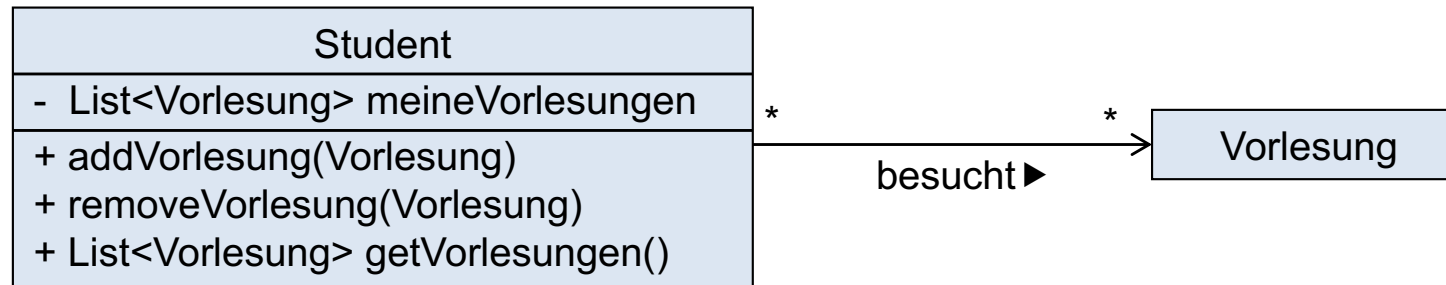 Student
- List<Vorlesung> meineVorlesungen
+ addVorlesung(Vorlesung)
+ removeVorlesung(Vorlesung)
+ List<Vorlesung> getVorlesungen()
* *
besucht ▶
Vorlesung